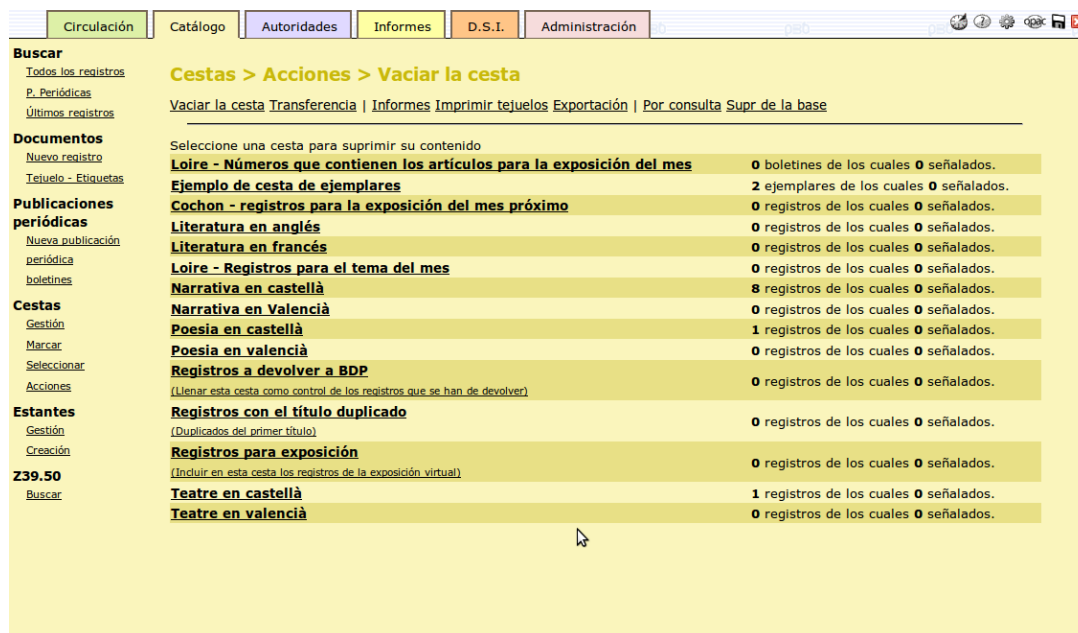 Circulación Catálogo Autoridades Informes D.S.I. Administración
Buscar
Todos los registros
P. Periódicas
Últimos registros
Documentos
Nuevo registro
Tejuelo - Etiquetas
Publicaciones
periódicas
Nueva publicación
periódica
boletines
Cestas
Gestión
Marcar
Seleccionar
Acciones
Estantes
Gestión
Creación
Z39.50
Buscar
Cestas > Acciones > Vaciar la cesta
Vaciar la cesta Transferencia | Informes Imprimir tejuelos Exportación | Por consulta Supr de la base
Seleccione una cesta para suprimir su contenido
Loire - Números que contienen los artículos para la exposición del mes 0 boletines de los cuales 0 señalados.
Ejemplo de cesta de ejemplares 2 ejemplares de los cuales 0 señalados.
Cochon - registros para la exposición del mes próximo 0 registros de los cuales 0 señalados.
Literatura en anglés 0 registros de los cuales 0 señalados.
Literatura en francés 0 registros de los cuales 0 señalados.
Loire - Registros para el tema del mes 0 registros de los cuales 0 señalados.
Narrativa en castellà 8 registros de los cuales 0 señalados.
Narrativa en Valencià 0 registros de los cuales 0 señalados.
Poesia en castellà 1 registros de los cuales 0 señalados.
Poesia en valencià 0 registros de los cuales 0 señalados.
Registros a devolver a BDP
(Llenar esta cesta como control de los registros que se han de devolver) 0 registros de los cuales 0 señalados.
Registros con el título duplicado
(Duplicados del primer título) 0 registros de los cuales 0 señalados.
Registros para exposición
(Incluir en esta cesta los registros de la exposición virtual) 0 registros de los cuales 0 señalados.
Teatre en castellà 1 registros de los cuales 0 señalados.
Teatre en valencià 0 registros de los cuales 0 señalados.